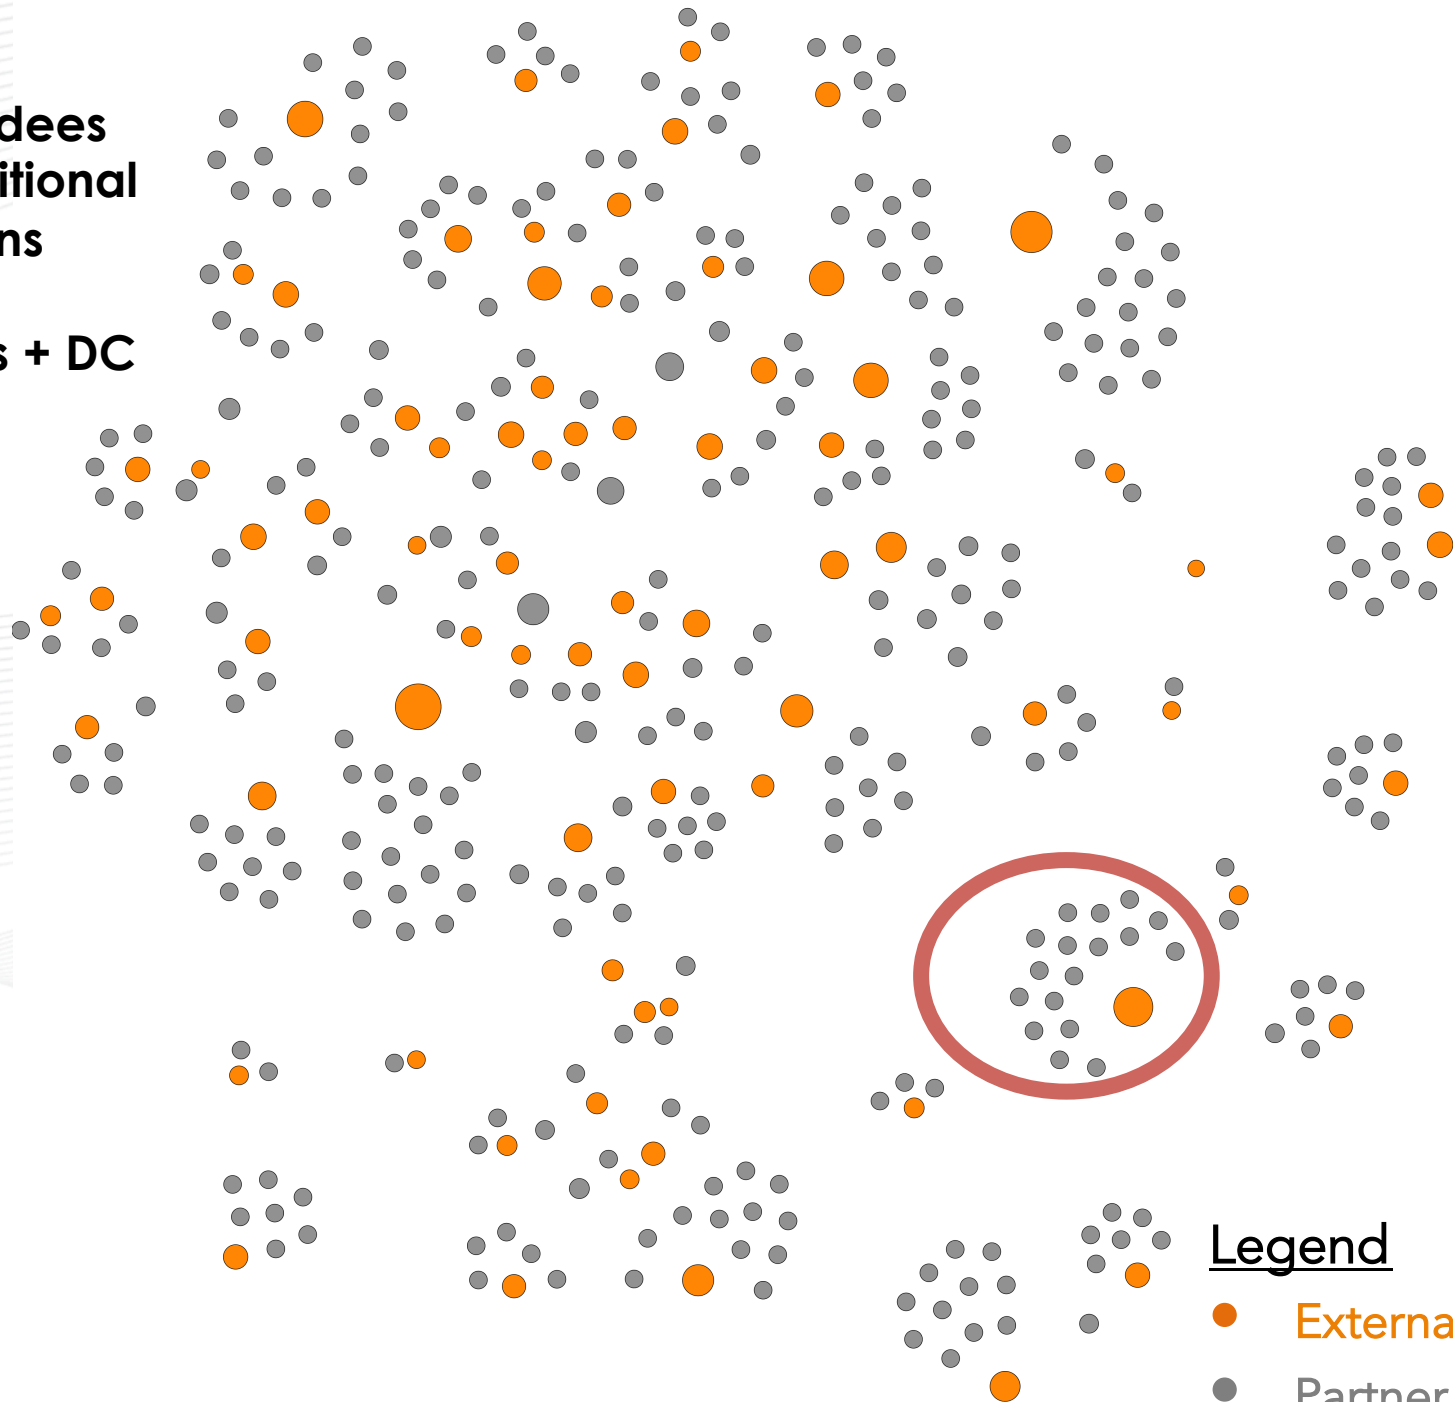 dees
itional
ns
s + DC
Legend
Externa
Partner